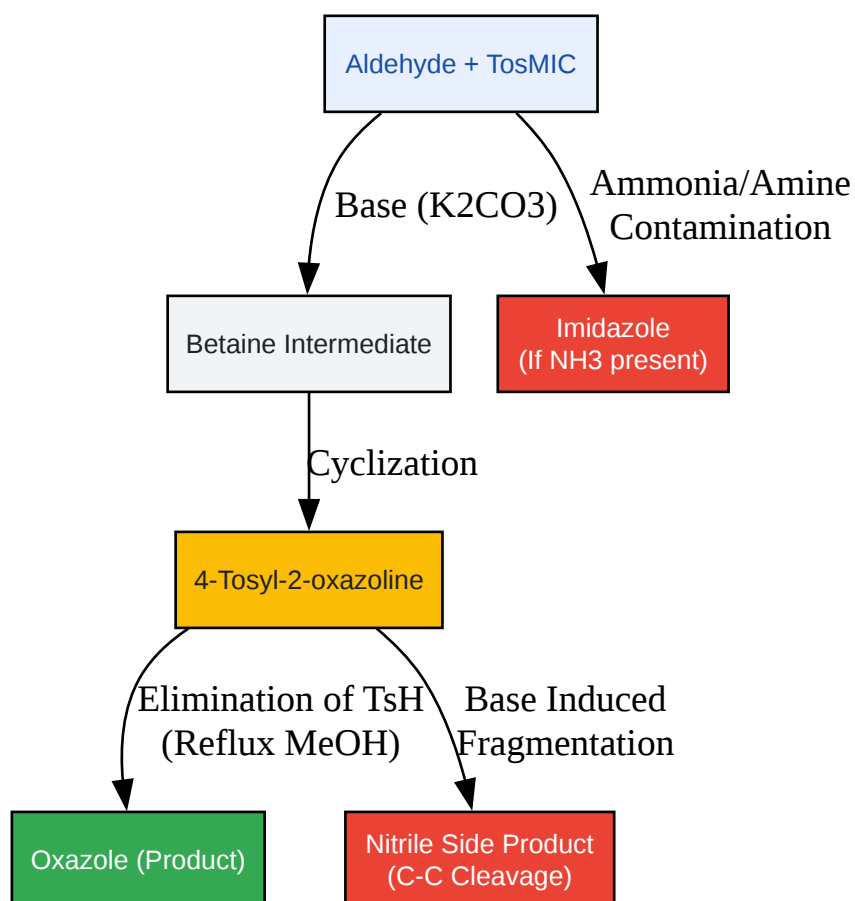 Aldehyde + TosMIC
Base (K2CO3)
Ammonia/Amine
Contamination
Betaine Intermediate
Imidazole
(If NH3 present)
Cyclization
4-Tosyl-2-oxazoline
Elimination of TsH
(Reflux MeOH)
Base Induced
Fragmentation
Oxazole (Product)
Nitrile Side Product
(C-C Cleavage)